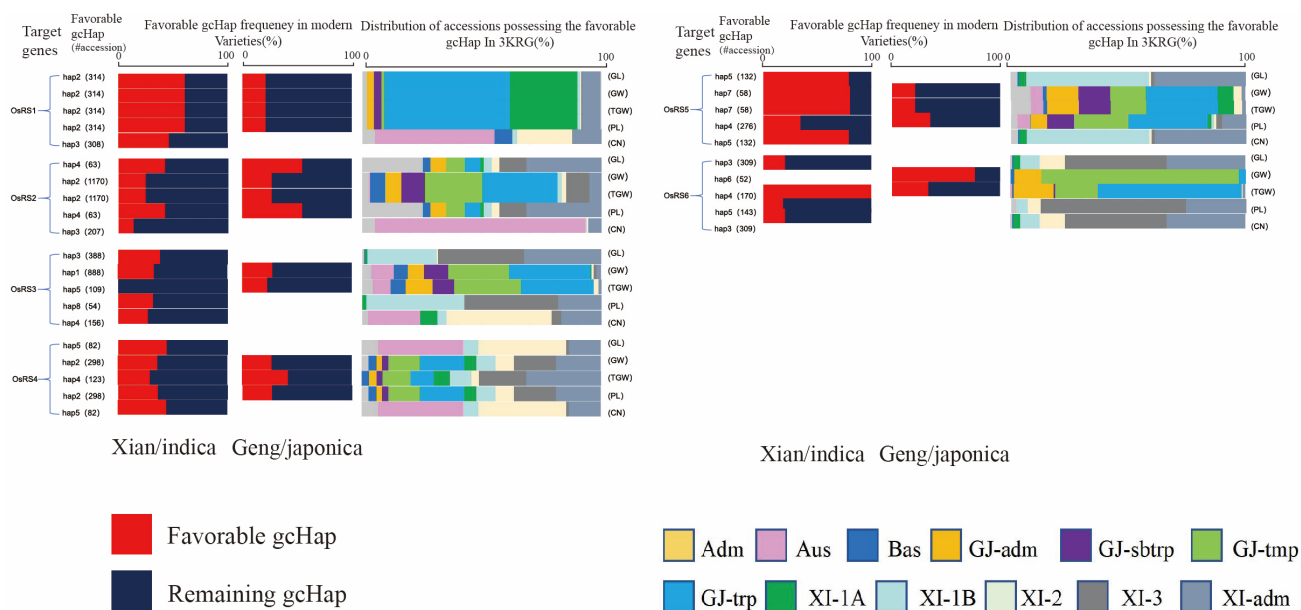 Target genes
Favorable gcHap (#accession)
Favorable gcHap frequeney in modern Varieties(%)
Distribution of accessions possessing the favorable gcHap In 3KRG(%)
0 100 0 100 100
OsRS1
hap2 (314) (GL)
hap2 (314) (GW)
hap2 (314) (TGW)
hap2 (314) (PL)
hap3 (308) (CN)
OsRS2
hap4 (63) (GL)
hap2 (1170) (GW)
hap2 (1170) (TGW)
hap4 (63) (PL)
hap3 (207) (CN)
OsRS3
hap3 (388) (GL)
hap1 (888) (GW)
hap5 (109) (TGW)
hap8 (54) (PL)
hap4 (156) (CN)
OsRS4
hap5 (82) (GL)
hap2 (298) (GW)
hap4 (123) (TGW)
hap2 (298) (PL)
hap5 (82) (CN)
Xian/indica Geng/japonica
Favorable gcHap
Remaining gcHap
Target genes
Favorable gcHap (#accession)
Favorable gcHap frequeney in modern Varieties(%)
Distribution of accessions possessing the favorable gcHap In 3KRG(%)
0 100 0 100 100
OsRS5
hap5 (132) (GL)
hap7 (58) (GW)
hap7 (58) (TGW)
hap4 (276) (PL)
hap5 (132) (CN)
OsRS6
hap3 (309) (GL)
hap6 (52) (GW)
hap4 (170) (TGW)
hap5 (143) (PL)
hap3 (309) (CN)
Xian/indica Geng/japonica
Adm Aus Bas GJ-adm GJ-sbtrp GJ-tmp
GJ-trp XI-1A XI-1B XI-2 XI-3 XI-adm